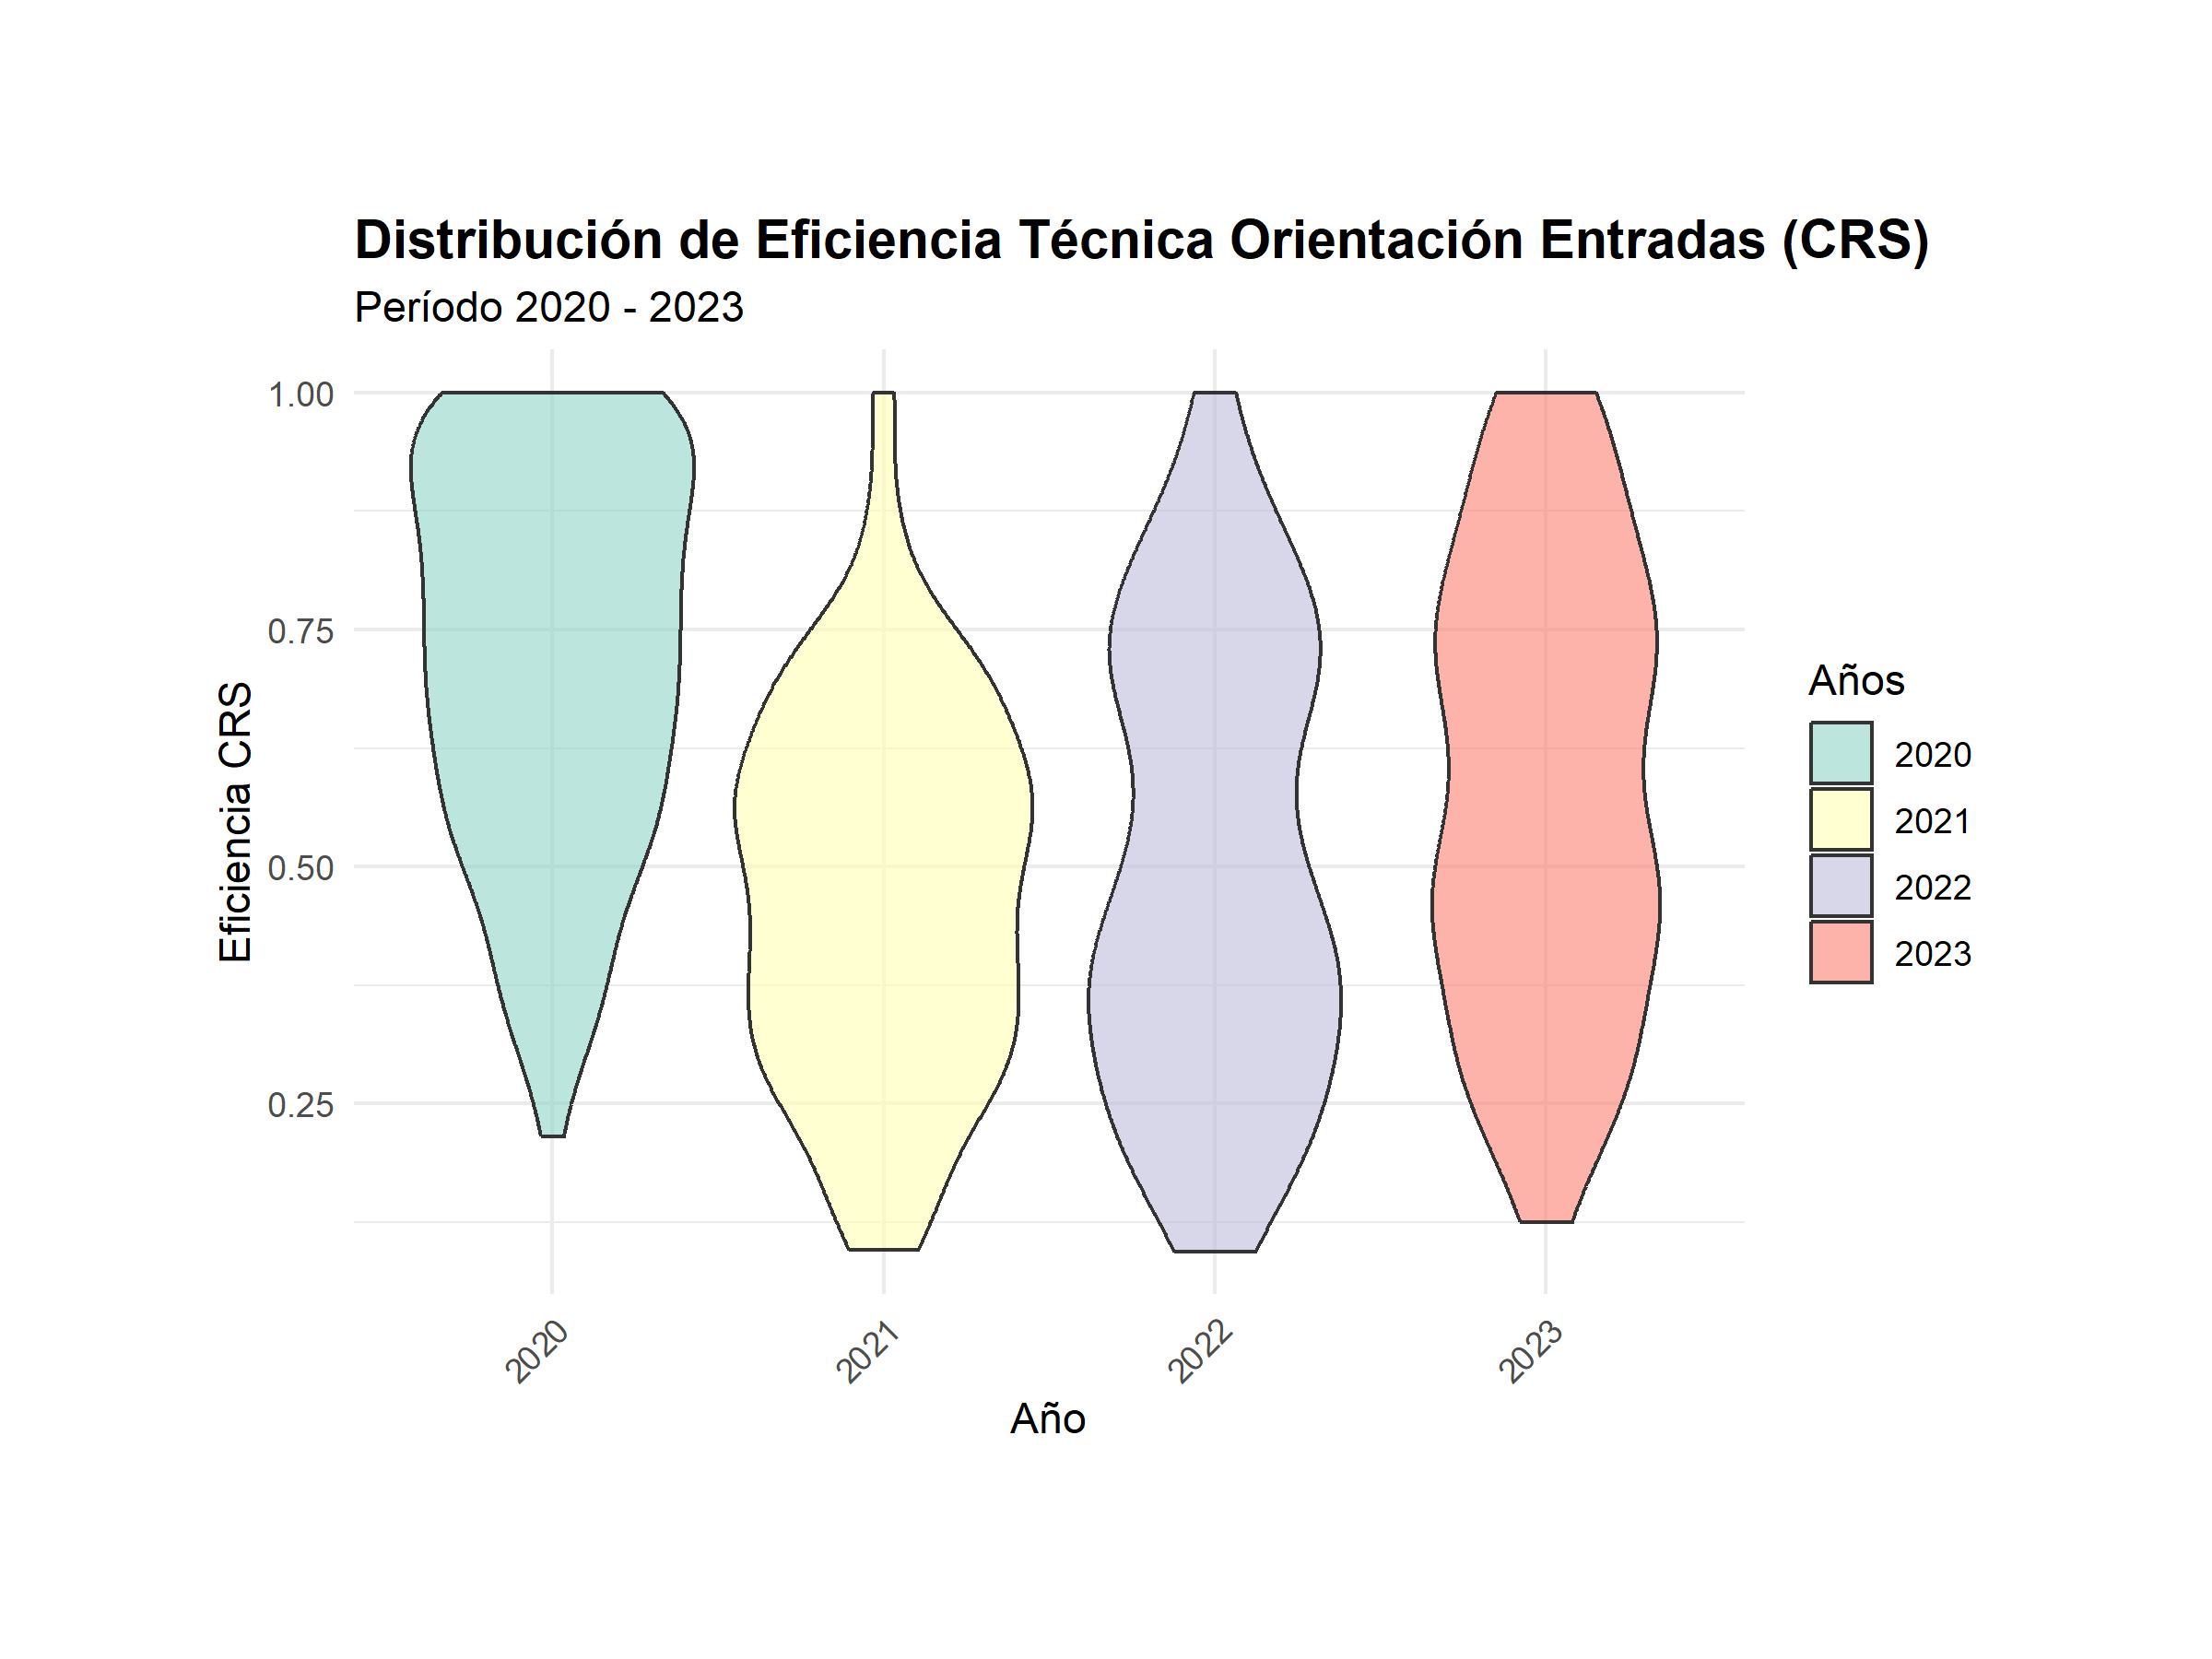 Distribución de Eficiencia Técnica Orientación Entradas (CRS)
Período 2020 - 2023
Eficiencia CRS
1.00
0.75
0.50
0.25
2020
2021
2022
2023
Año
Años
2020
2021
2022
2023